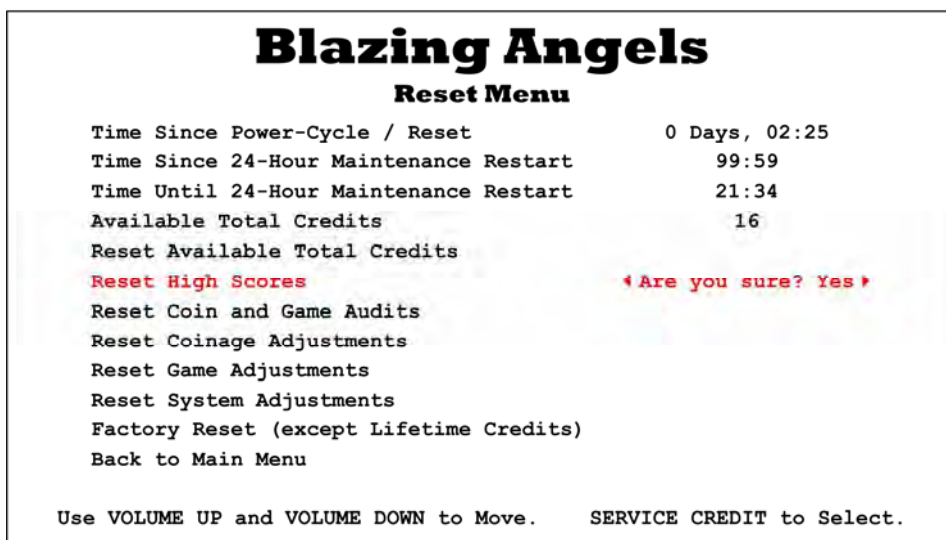 Blazing Angels
Reset Menu
Time Since Power-Cycle / Reset 0 Days, 02:25
Time Since 24-Hour Maintenance Restart 99:59
Time Until 24-Hour Maintenance Restart 21:34
Available Total Credits 16
Reset Available Total Credits
Reset High Scores Are you sure? Yes
Reset Coin and Game Audits
Reset Coinage Adjustments
Reset Game Adjustments
Reset System Adjustments
Factory Reset (except Lifetime Credits)
Back to Main Menu
Use VOLUME UP and VOLUME DOWN to Move. SERVICE CREDIT to Select.